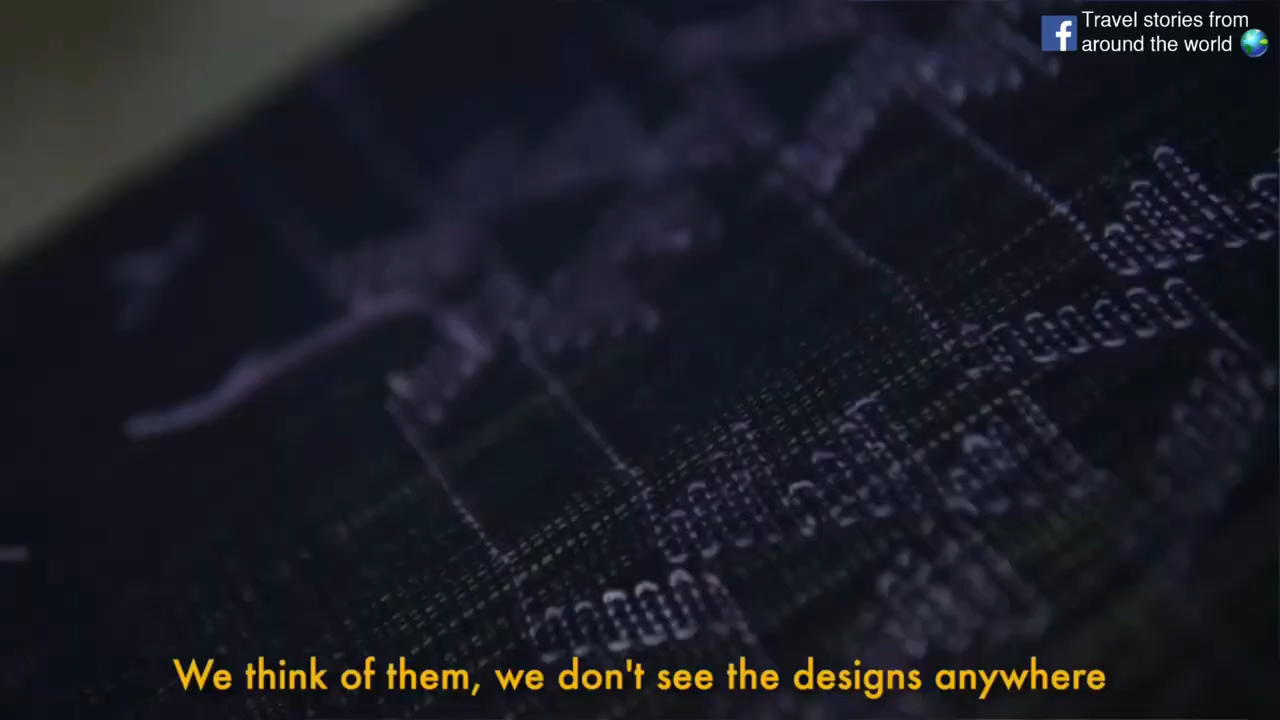 Travel stories from
around the world
We think of them, we don't see the designs anywhere